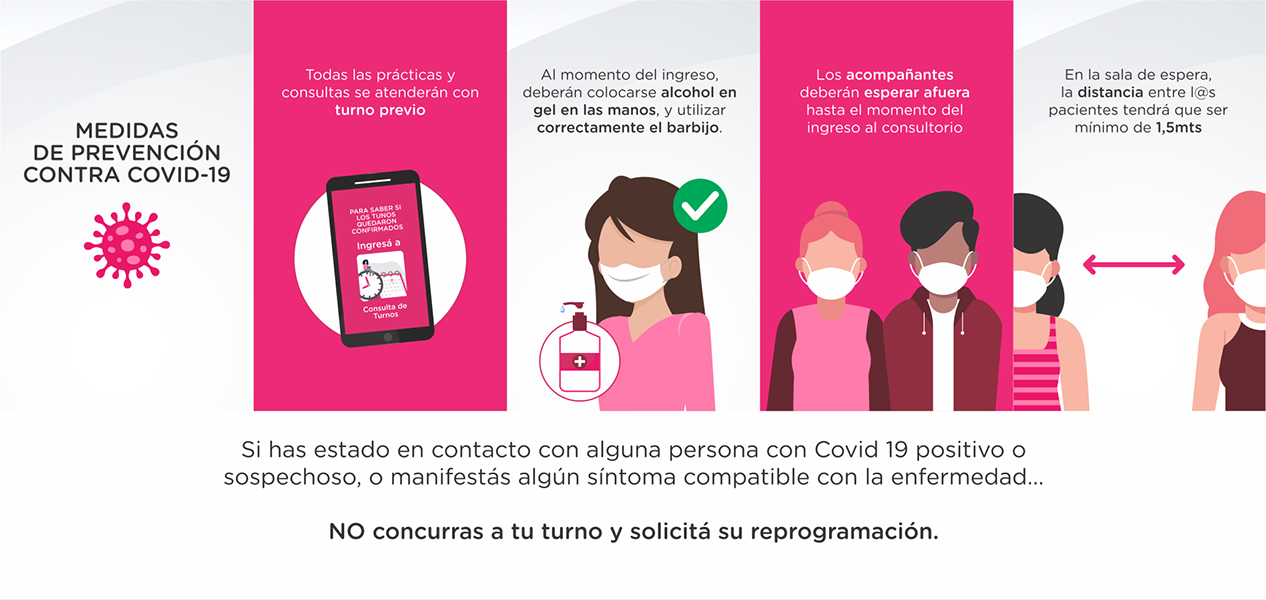 MEDIDAS
DE PREVENCIÓN
CONTRA COVID-19
Todas las prácticas y
consultas se atenderán con
turno previo
PARA SABER SI
LOS TUNOS
QUEDARON
CONFIRMADOS
Ingresá a
Consulta de
Turnos
Al momento del ingreso,
deberán colocarse alcohol en
gel en las manos, y utilizar
correctamente el barbijo.
Los acompañantes
deberán esperar afuera
hasta el momento del
ingreso al consultorio
En la sala de espera,
la distancia entre l@s
pacientes tendrá que ser
mínimo de 1,5mts
Si has estado en contacto con alguna persona con Covid 19 positivo o
sospechoso, o manifestás algún síntoma compatible con la enfermedad...
NO concurras a tu turno y solicitá su reprogramación.